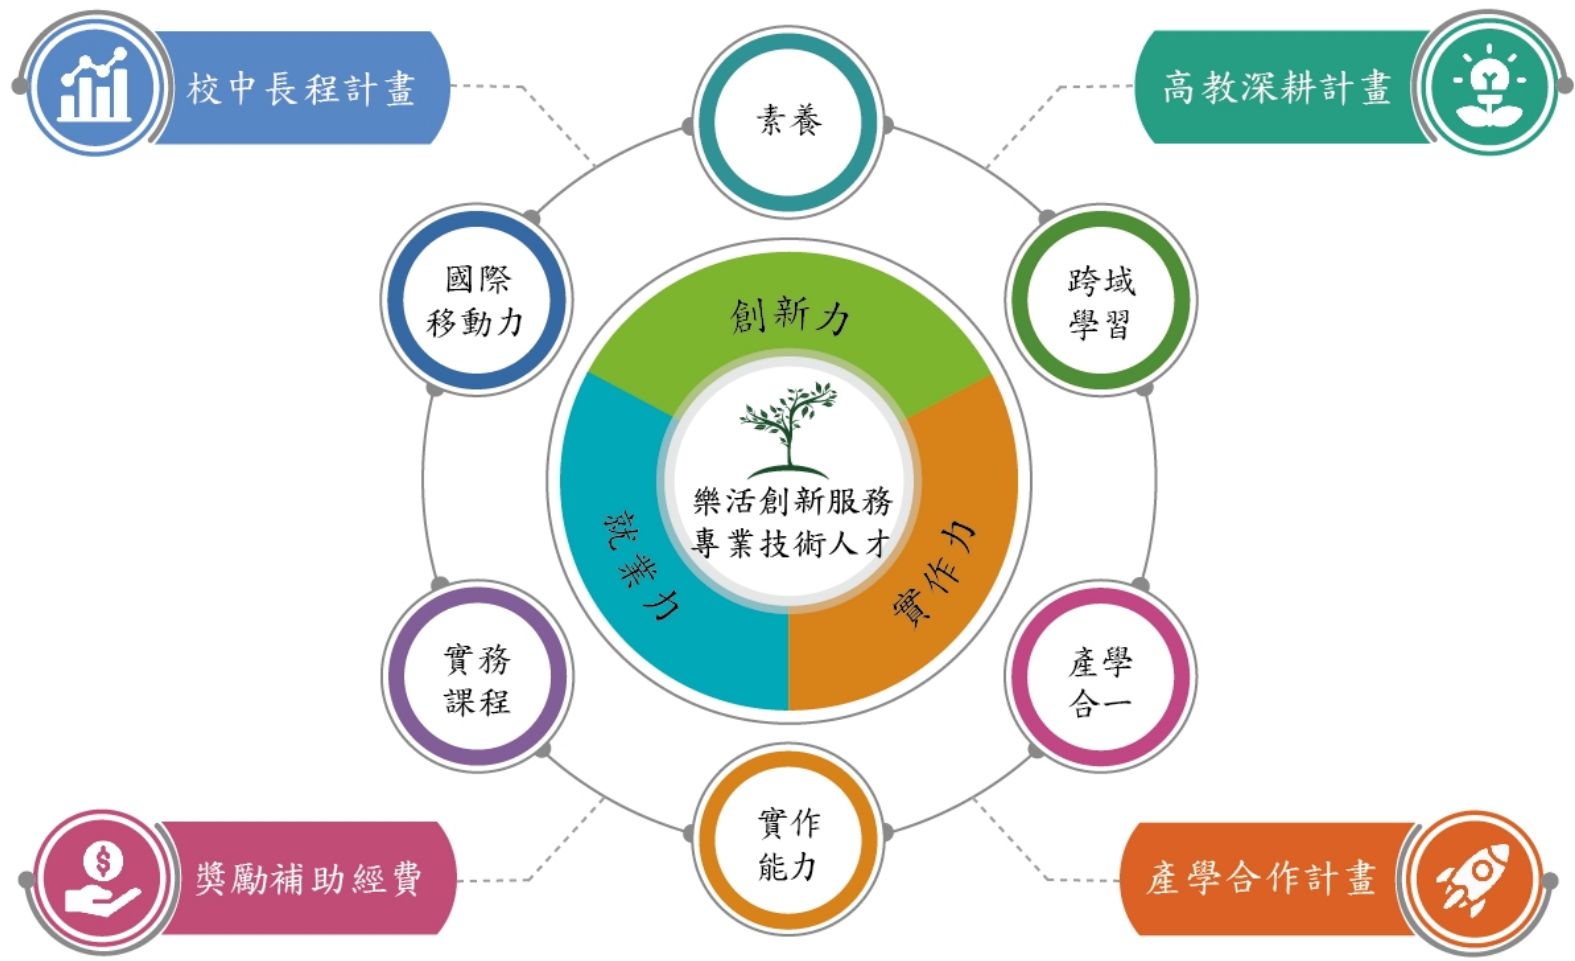 校中長程計畫
高教深耕計畫
素養
國際
移動力
跨域
學習
創新力
樂活創新服務
專業技術人才
就業力
實作力
實務
課程
產學
合一
實作
能力
獎勵補助經費
產學合作計畫